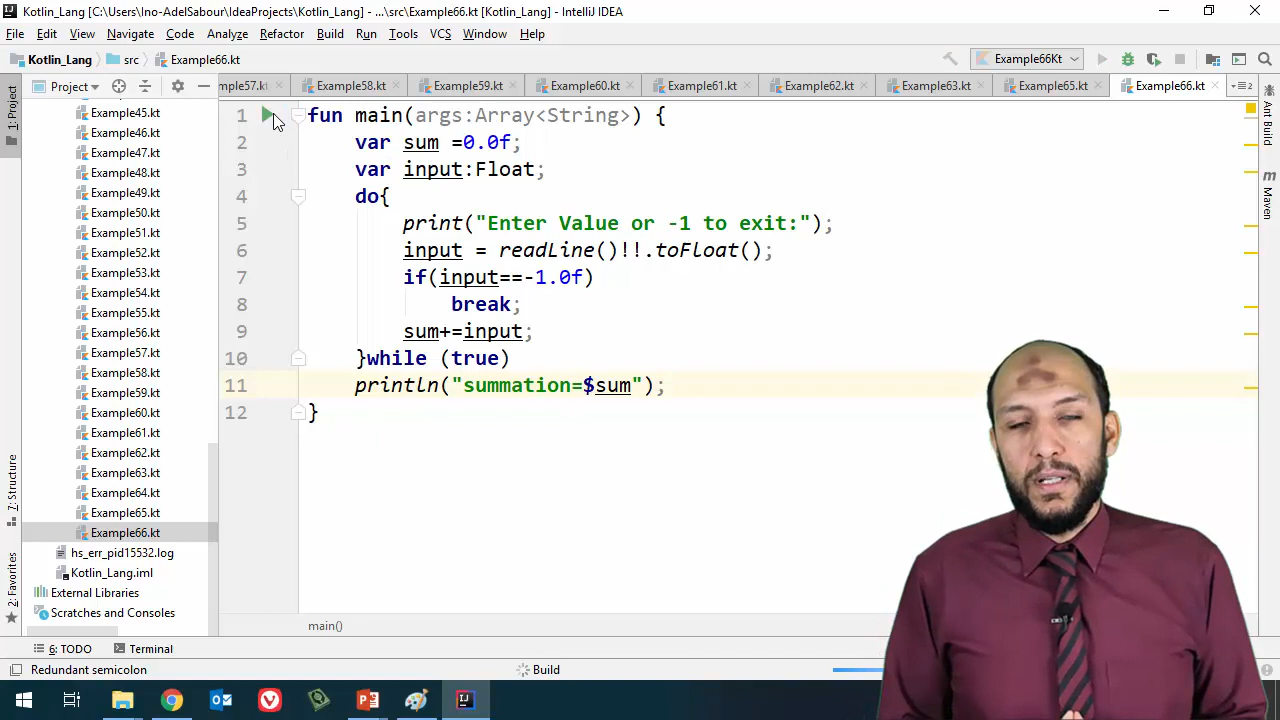 Kotlin_Lang [C:\Users\Ino-AdelSabour\IdeaProjects\Kotlin_Lang] - ...\src\Example66.kt [Kotlin_Lang] - IntelliJ IDEA
File Edit View Navigate Code Analyze Refactor Build Run Tools VCS Window Help
Kotlin_Lang src Example66.kt Example66Kt
1: Project
Project
mple57.kt Example58.kt Example59.kt Example60.kt Example61.kt Example62.kt Example63.kt Example65.kt Example66.kt
Example45.kt
Example46.kt
Example47.kt
Example48.kt
Example49.kt
Example50.kt
Example51.kt
Example52.kt
Example53.kt
Example54.kt
Example55.kt
Example56.kt
Example57.kt
Example58.kt
Example59.kt
Example60.kt
Example61.kt
Example62.kt
Example63.kt
Example64.kt
Example65.kt
Example66.kt
hs_err_pid15532.log
Kotlin_Lang.iml
External Libraries
Scratches and Consoles
7: Structure
2: Favorites
1 fun main(args:Array<String>) {
2 var sum =0.0f;
3 var input:Float;
4 do{
5 print("Enter Value or -1 to exit:");
6 input = readLine()!!.toFloat();
7 if(input==-1.0f)
8 break;
9 sum+=input;
10 }while (true)
11 println("summation=$sum");
12 }
main()
Ant Build
m Maven
6: TODO Terminal
Redundant semicolon Build